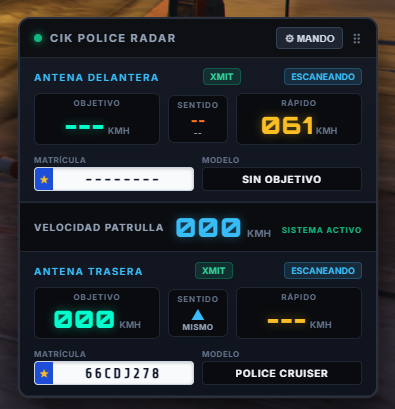 CIK POLICE RADAR
⚙ MANDO
ANTENA DELANTERA XMIT ESCANEANDO
OBJETIVO SENTIDO RÁPIDO
--- KMH -- -- 061 KMH
MATRÍCULA MODELO
-------- SIN OBJETIVO
VELOCIDAD PATRULLA 000 KMH SISTEMA ACTIVO
ANTENA TRASERA XMIT ESCANEANDO
OBJETIVO SENTIDO RÁPIDO
000 KMH ▲ MISMO --- KMH
MATRÍCULA MODELO
66CDJ278 POLICE CRUISER